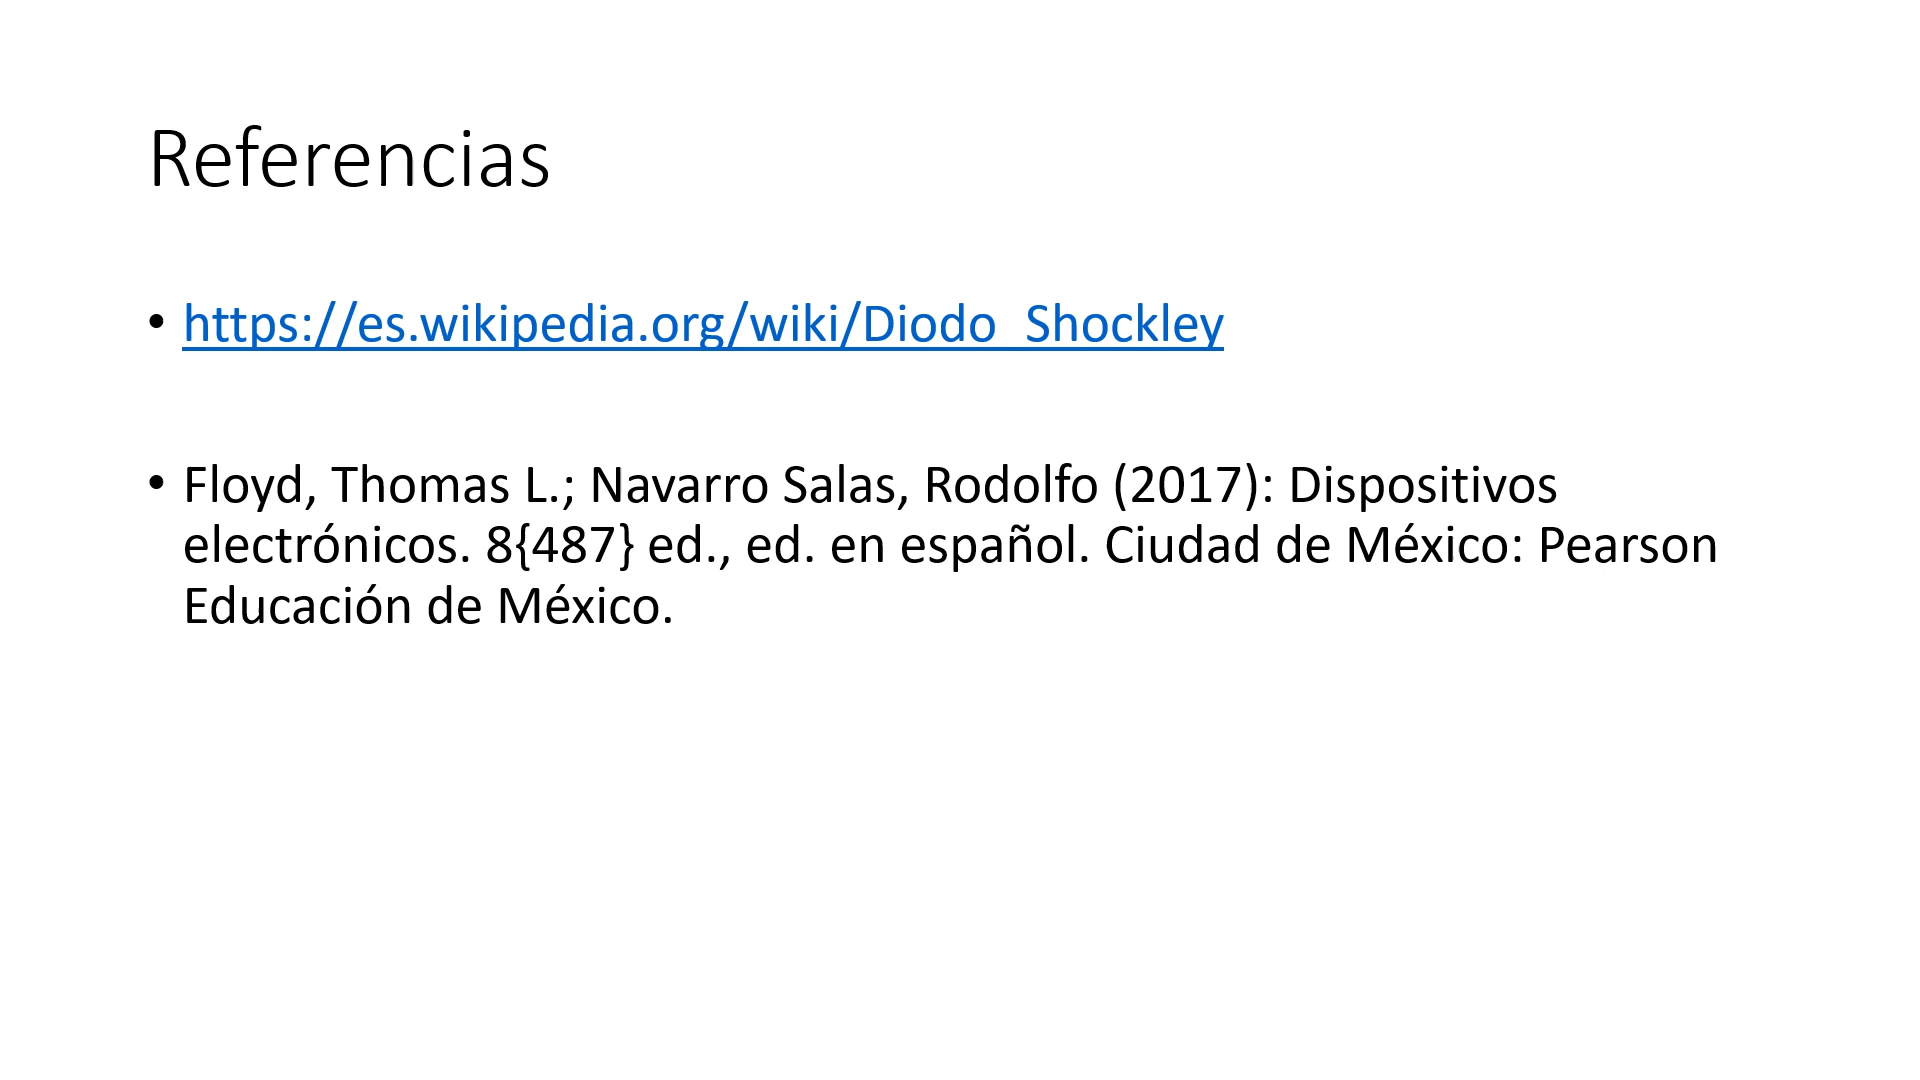 Referencias
• https://es.wikipedia.org/wiki/Diodo_Shockley
• Floyd, Thomas L.; Navarro Salas, Rodolfo (2017): Dispositivos
electrónicos. 8{487} ed., ed. en español. Ciudad de México: Pearson
Educación de México.